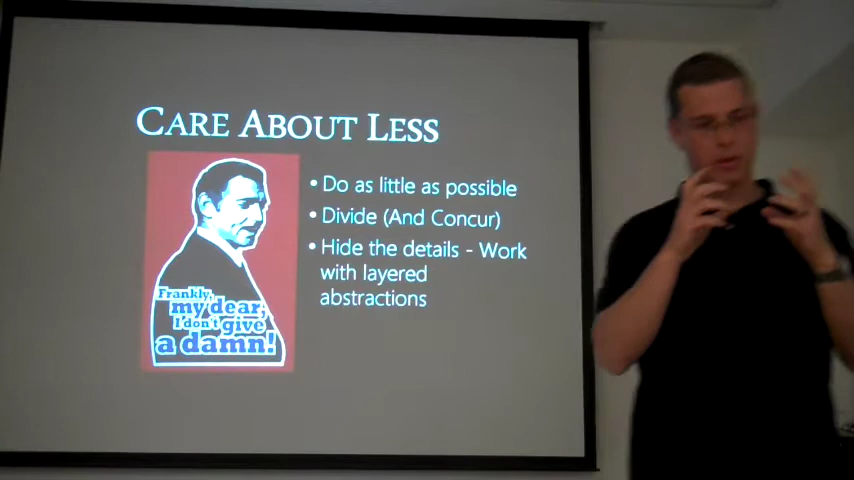 CARE ABOUT LESS
• Do as little as possible
• Divide (And Concur)
• Hide the details - Work
with layered
abstractions
Frankly,
my dear,
I don't give
a damn!